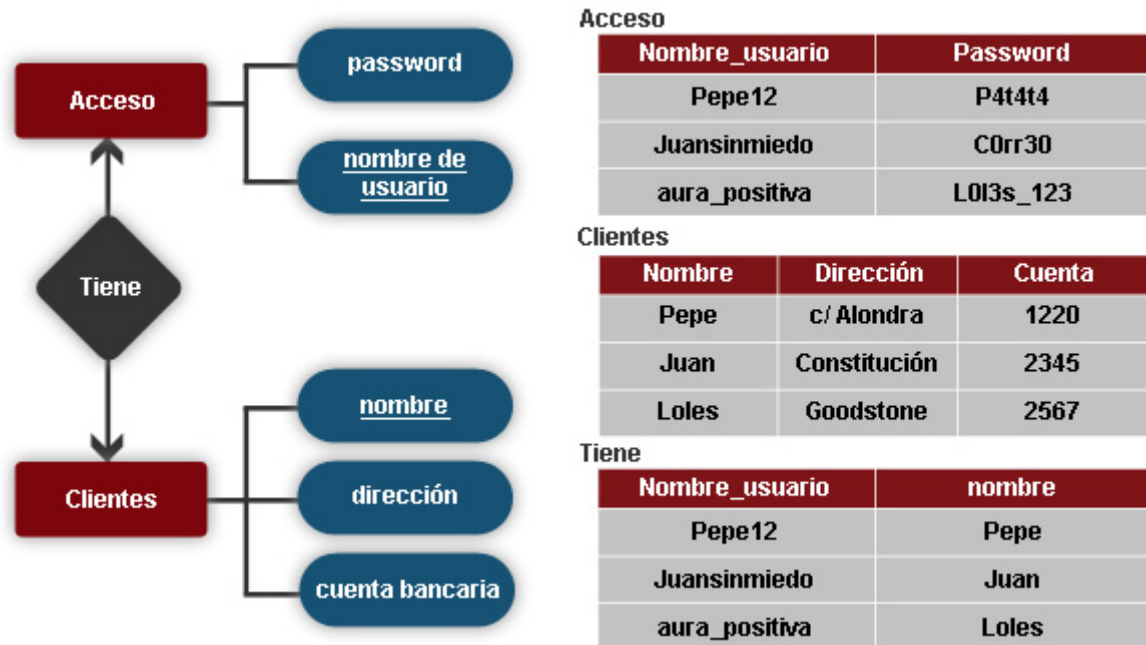 Acceso
password
nombre de
usuario
Tiene
Clientes
nombre
dirección
cuenta bancaria
Acceso
Nombre_usuario Password
Pepe12 P4t4t4
Juansinmiedo C0rr30
aura_positiva L0l3s_123
Clientes
Nombre Dirección Cuenta
Pepe c/ Alondra 1220
Juan Constitución 2345
Loles Goodstone 2567
Tiene
Nombre_usuario nombre
Pepe12 Pepe
Juansinmiedo Juan
aura_positiva Loles